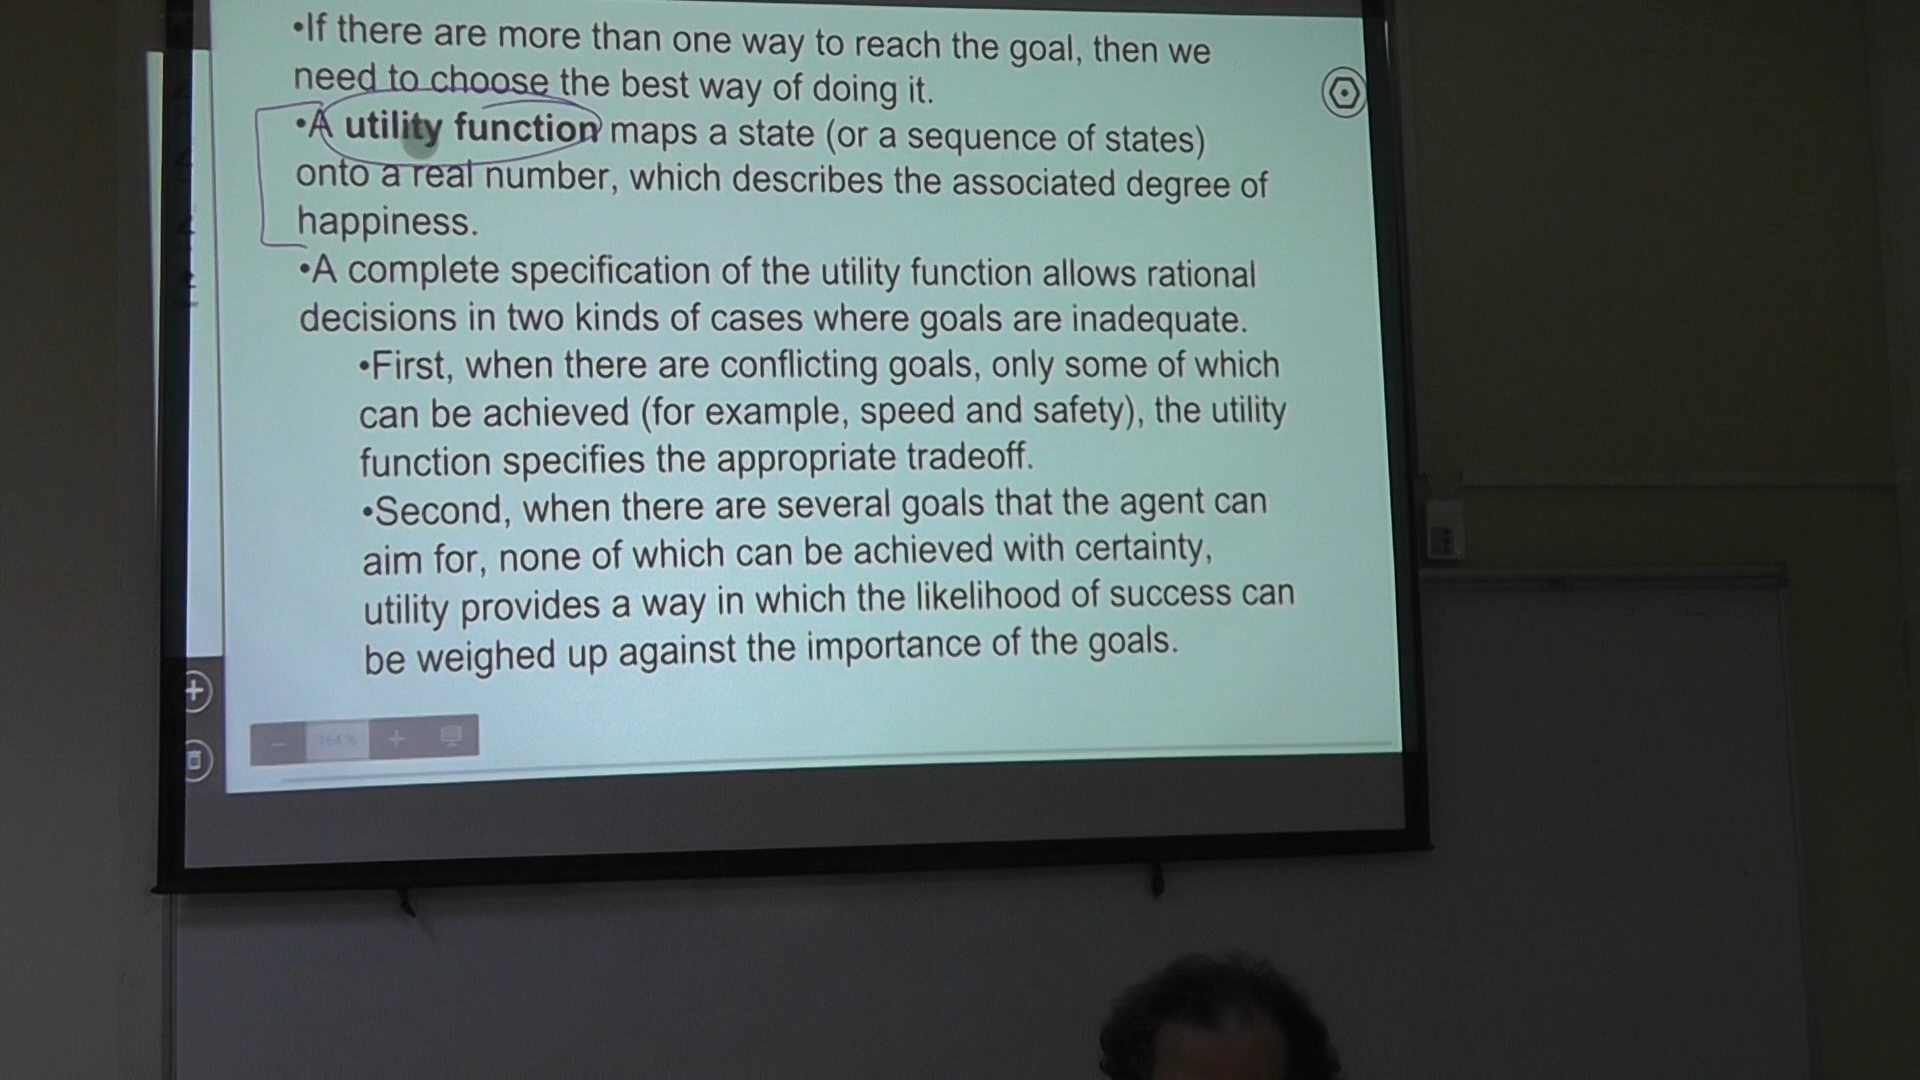 •If there are more than one way to reach the goal, then we
need to choose the best way of doing it.
•A utility function maps a state (or a sequence of states)
onto a real number, which describes the associated degree of
happiness.
•A complete specification of the utility function allows rational
decisions in two kinds of cases where goals are inadequate.
•First, when there are conflicting goals, only some of which
can be achieved (for example, speed and safety), the utility
function specifies the appropriate tradeoff.
•Second, when there are several goals that the agent can
aim for, none of which can be achieved with certainty,
utility provides a way in which the likelihood of success can
be weighed up against the importance of the goals.
164 %